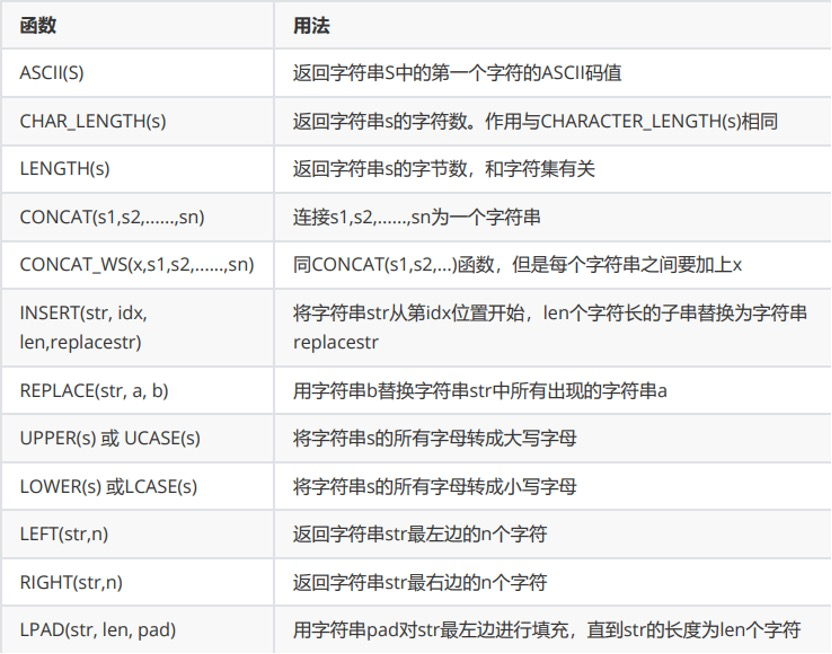 函数 用法
ASCII(S) 返回字符串S中的第一个字符的ASCII码值
CHAR_LENGTH(s) 返回字符串s的字符数。作用与CHARACTER_LENGTH(s)相同
LENGTH(s) 返回字符串s的字节数，和字符集有关
CONCAT(s1,s2,......,sn) 连接s1,s2,......,sn为一个字符串
CONCAT_WS(x,s1,s2,......,sn) 同CONCAT(s1,s2,...)函数，但是每个字符串之间要加上x
INSERT(str, idx, 将字符串str从第idx位置开始，len个字符长的子串替换为字符串
len,replacestr) replacestr
REPLACE(str, a, b) 用字符串b替换字符串str中所有出现的字符串a
UPPER(s) 或 UCASE(s) 将字符串s的所有字母转成大写字母
LOWER(s) 或LCASE(s) 将字符串s的所有字母转成小写字母
LEFT(str,n) 返回字符串str最左边的n个字符
RIGHT(str,n) 返回字符串str最右边的n个字符
LPAD(str, len, pad) 用字符串pad对str最左边进行填充，直到str的长度为len个字符